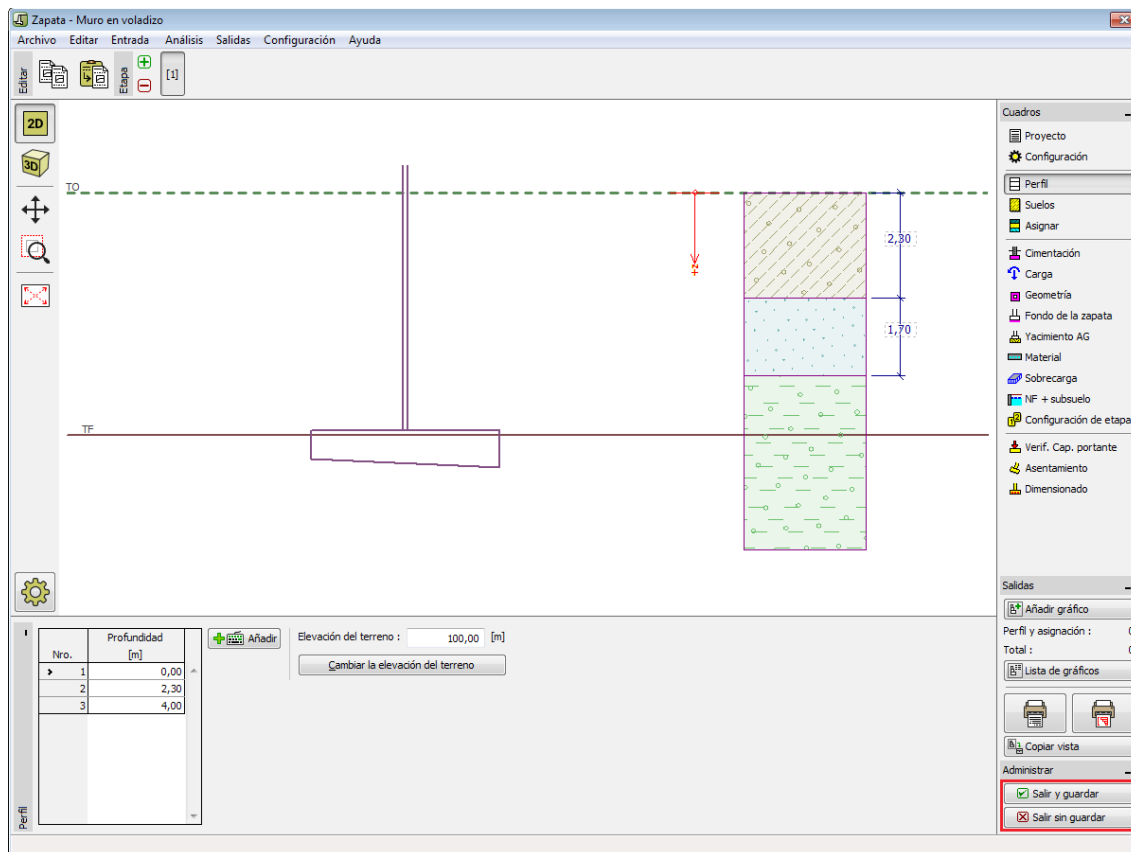 Zapata - Muro en voladizo
Archivo Editar Entrada Análisis Salidas Configuración Ayuda
Editar
Etapa
[1]
2D
3D
TO
+z
2,30
1,70
TF
Cuadros
Proyecto
Configuración
Perfil
Suelos
Asignar
Cimentación
Carga
Geometría
Fondo de la zapata
Yacimiento AG
Material
Sobrecarga
NF + subsuelo
Configuración de etapa
Verif. Cap. portante
Asentamiento
Dimensionado
Salidas
Añadir gráfico
Perfil y asignación :
Total :
Lista de gráficos
Copiar vista
Administrar
Salir y guardar
Salir sin guardar
Perfil
Nro. Profundidad [m]
1 0,00
2 2,30
3 4,00
Añadir
Elevación del terreno : 100,00 [m]
Cambiar la elevación del terreno